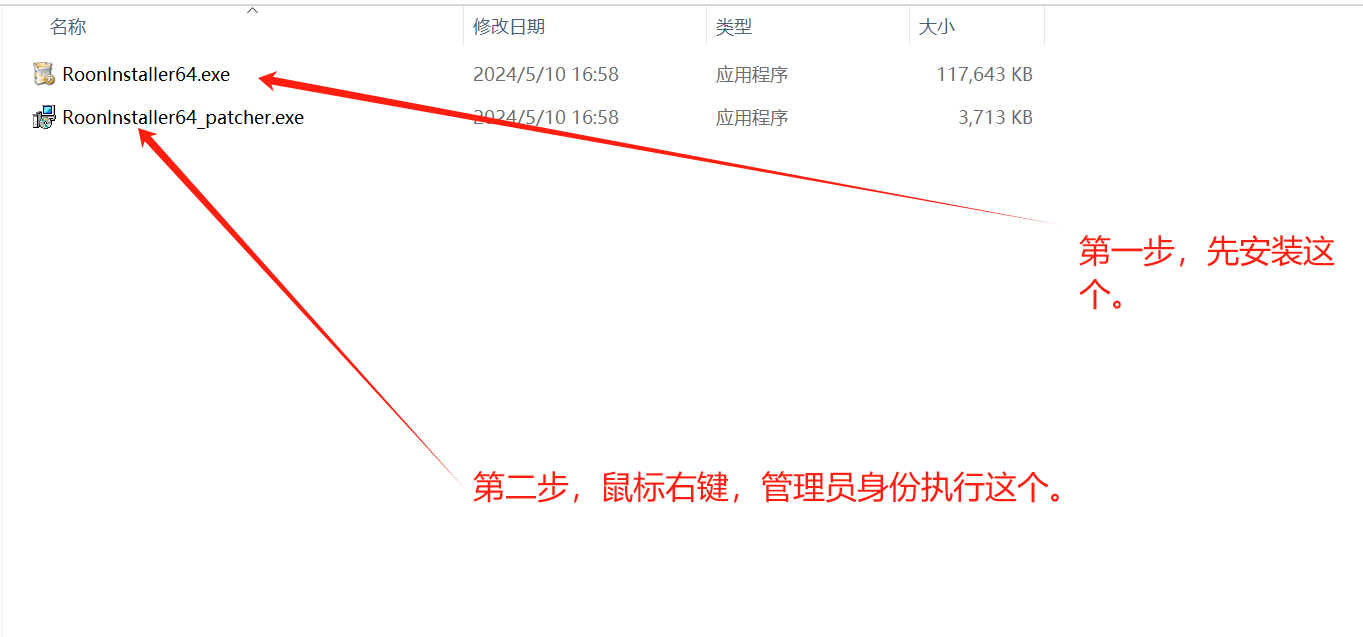 名称 修改日期 类型 大小
RoonInstaller64.exe 2024/5/10 16:58 应用程序 117,643 KB
RoonInstaller64_patcher.exe 2024/5/10 16:58 应用程序 3,713 KB
第一步，先安装这
个。
第二步，鼠标右键，管理员身份执行这个。